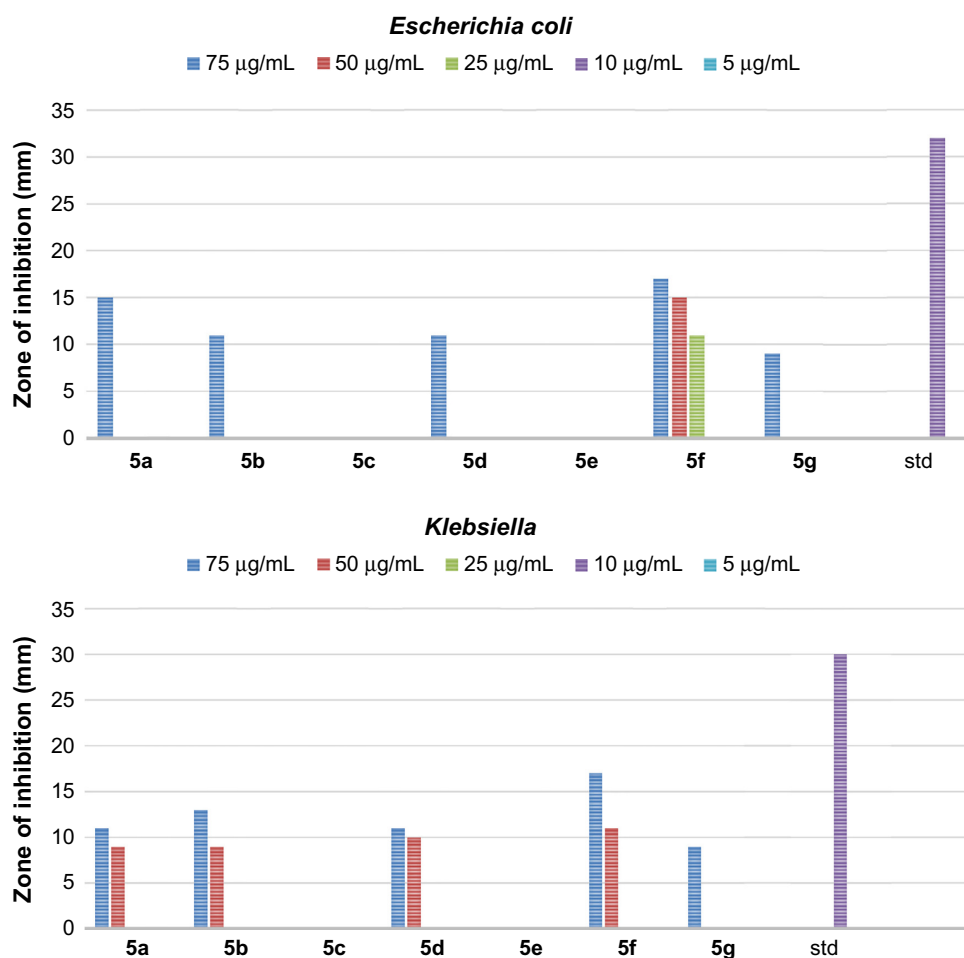 Escherichia coli
75 μg/mL 50 μg/mL 25 μg/mL 10 μg/mL 5 μg/mL
Zone of inhibition (mm)
35
30
25
20
15
10
5
0
5a 5b 5c 5d 5e 5f 5g std
Klebsiella
75 μg/mL 50 μg/mL 25 μg/mL 10 μg/mL 5 μg/mL
Zone of inhibition (mm)
35
30
25
20
15
10
5
0
5a 5b 5c 5d 5e 5f 5g std